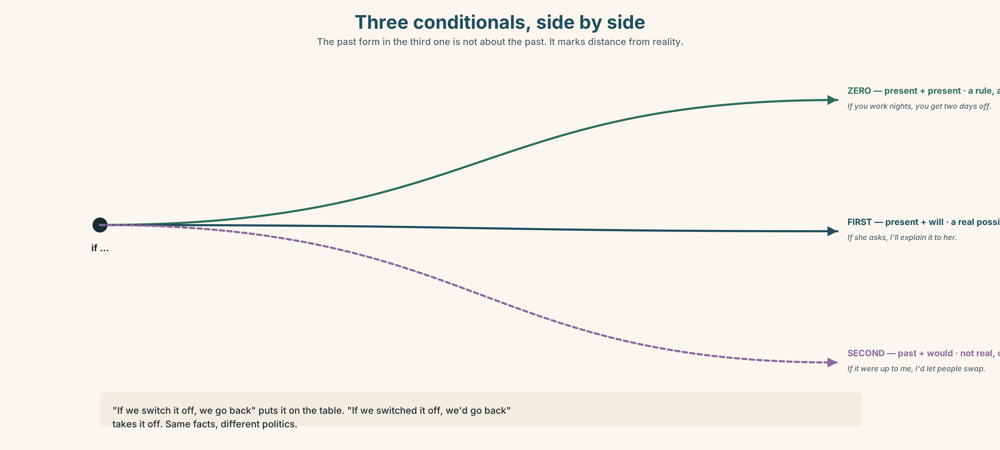 Three conditionals, side by side
The past form in the third one is not about the past. It marks distance from reality.
ZERO — present + present · a rule,
If you work nights, you get two days off.
FIRST — present + will · a real
If she asks, I'll explain it to her.
if ...
SECOND — past + would · not real,
If it were up to me, I'd let people swap.
"If we switch it off, we go back" puts it on the table. "If we switched it off, we'd go back"
takes it off. Same facts, different politics.